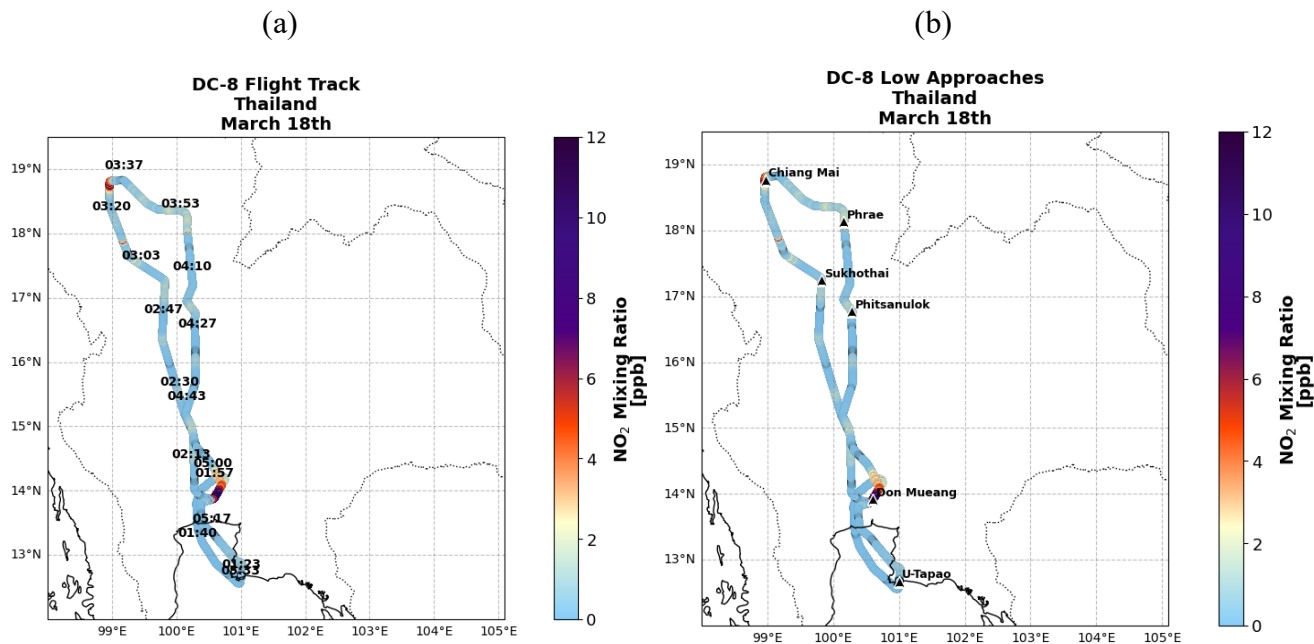 (a)
DC-8 Flight Track
Thailand
March 18th
19°N
18°N
17°N
16°N
15°N
14°N
13°N
99°E
100°E
101°E
102°E
103°E
104°E
105°E
03:37
03:20
03:53
03:03
04:10
02:47
04:27
02:30
04:43
02:13
05:00
01:57
05:17
01:40
01:23
05:33
12
10
8
6
4
2
0
NO₂ Mixing Ratio
[ppb]
(b)
DC-8 Low Approaches
Thailand
March 18th
19°N
18°N
17°N
16°N
15°N
14°N
13°N
99°E
100°E
101°E
102°E
103°E
104°E
105°E
Chiang Mai
Phrae
Sukhothai
Phitsanulok
Don Mueang
U-Tapao
12
10
8
6
4
2
0
NO₂ Mixing Ratio
[ppb]